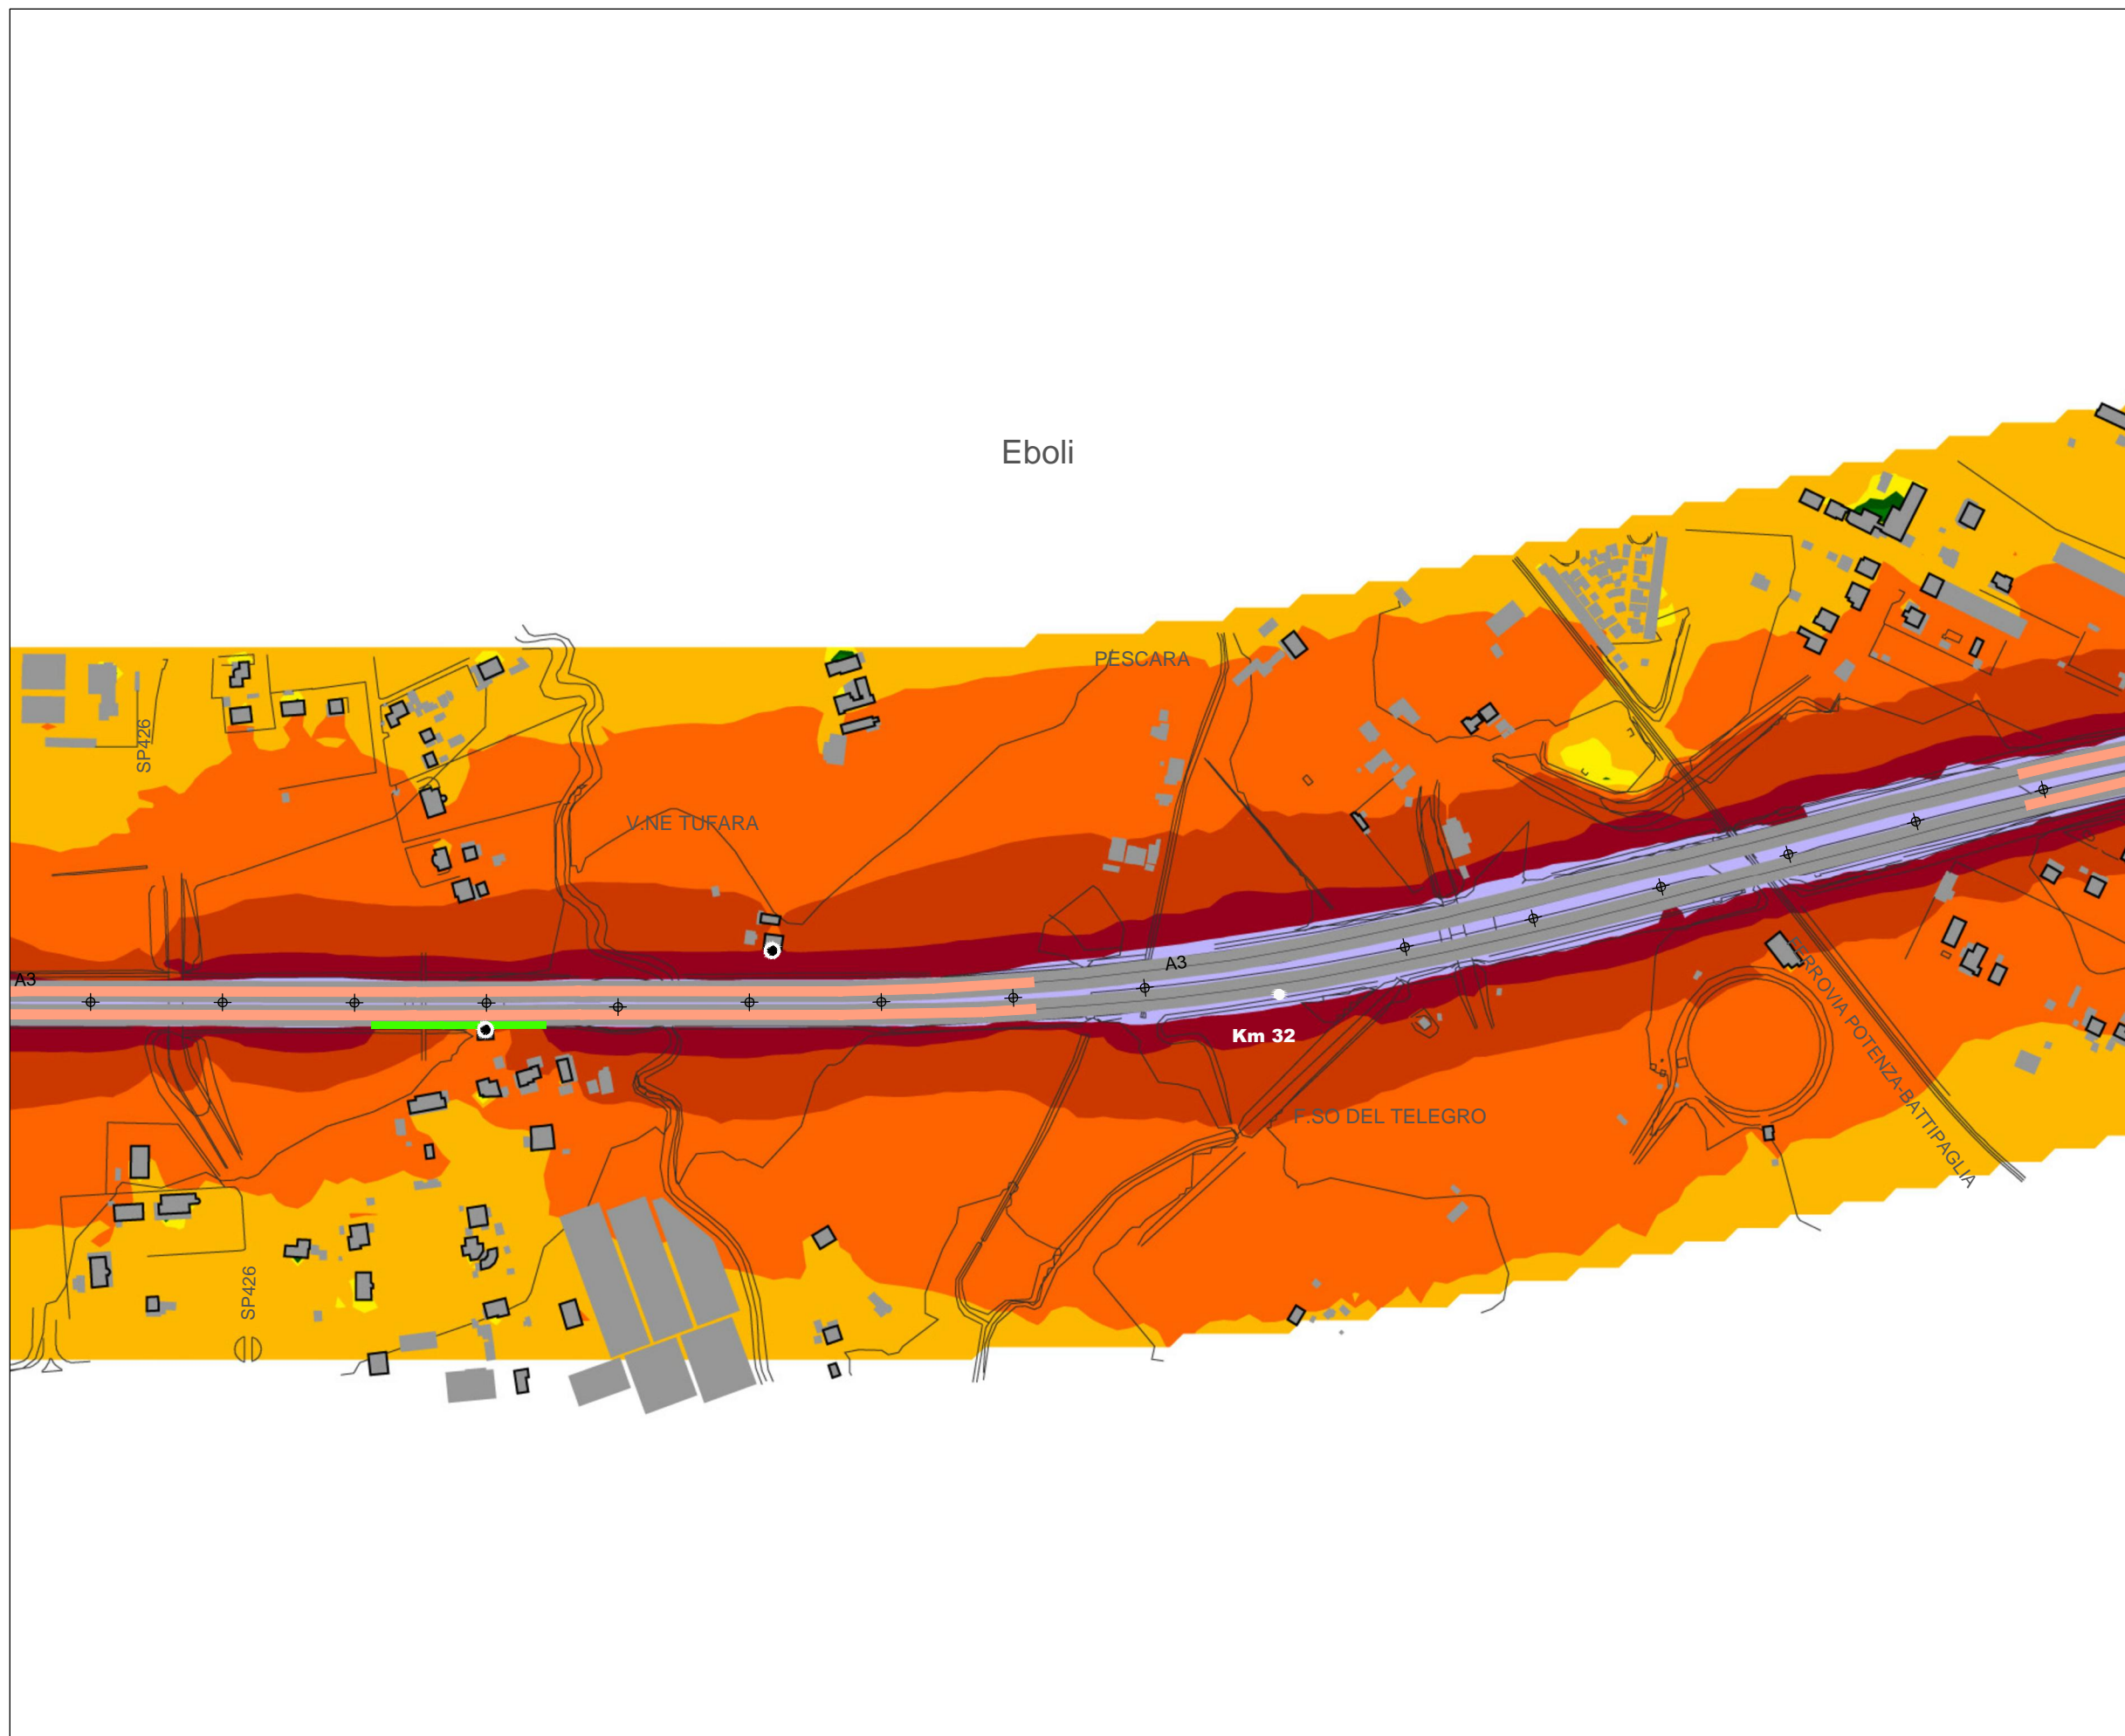 Eboli
PESCARA
SP426
V.NE TUFARA
A3
A3
Km 32
FERROVIA POTENZA-BATTIPAGLIA
F.SO DEL TELEGRO
SP426